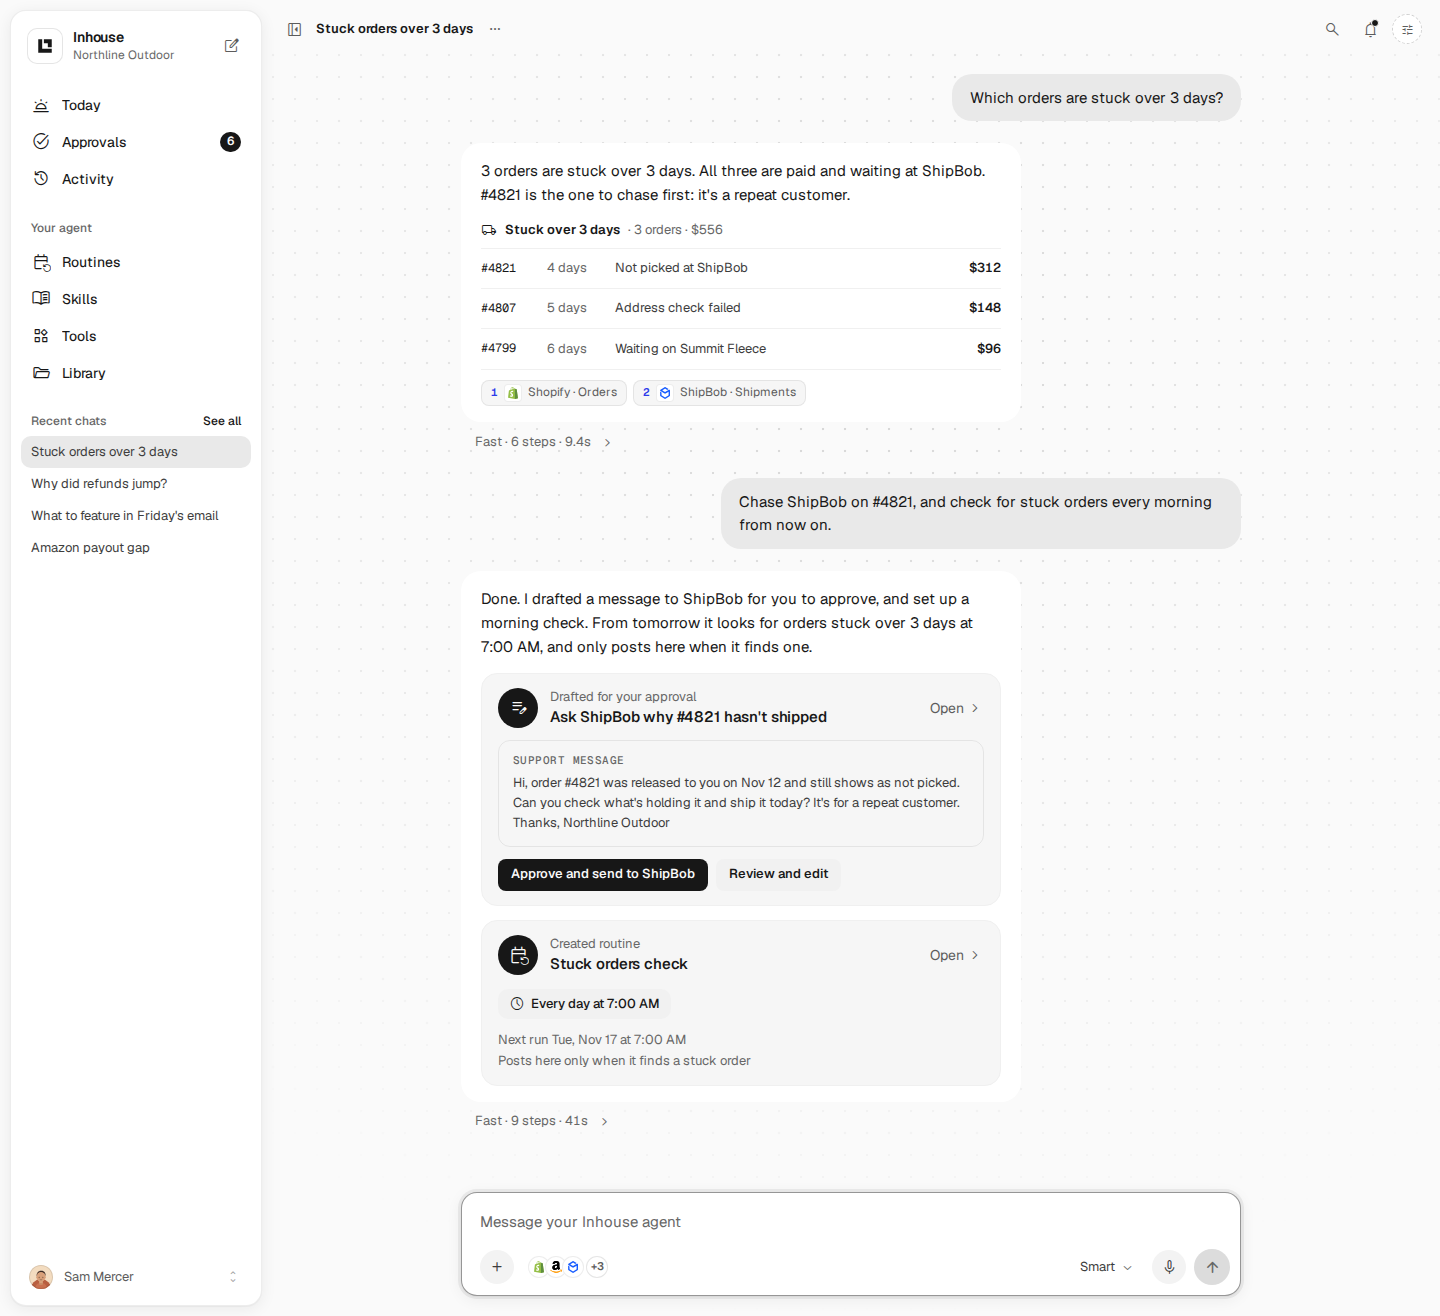 Inhouse
Northline Outdoor
Today
Approvals
6
Activity
Your agent
Routines
Skills
Tools
Library
Recent chats
See all
Stuck orders over 3 days
Why did refunds jump?
What to feature in Friday's email
Amazon payout gap
Sam Mercer
Stuck orders over 3 days
Which orders are stuck over 3 days?
3 orders are stuck over 3 days. All three are paid and waiting at ShipBob.
#4821 is the one to chase first: it's a repeat customer.
Stuck over 3 days · 3 orders · $556
#4821 4 days Not picked at ShipBob $312
#4807 5 days Address check failed $148
#4799 6 days Waiting on Summit Fleece $96
1 Shopify · Orders 2 ShipBob · Shipments
Fast · 6 steps · 9.4s
Chase ShipBob on #4821, and check for stuck orders every morning
from now on.
Done. I drafted a message to ShipBob for you to approve, and set up a
morning check. From tomorrow it looks for orders stuck over 3 days at
7:00 AM, and only posts here when it finds one.
Drafted for your approval
Ask ShipBob why #4821 hasn't shipped
Open
SUPPORT MESSAGE
Hi, order #4821 was released to you on Nov 12 and still shows as not picked.
Can you check what's holding it and ship it today? It's for a repeat customer.
Thanks, Northline Outdoor
Approve and send to ShipBob Review and edit
Created routine
Stuck orders check
Open
Every day at 7:00 AM
Next run Tue, Nov 17 at 7:00 AM
Posts here only when it finds a stuck order
Fast · 9 steps · 41s
Message your Inhouse agent
a +3
Smart